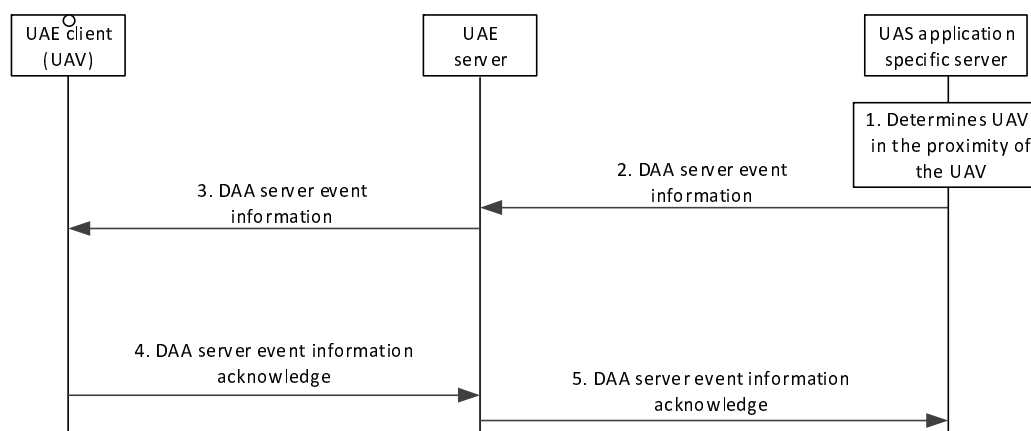 UAE client
(UAV)
UAE
server
UAS application
specific server
1. Determines UAV
in the proximity of
the UAV
2. DAA server event
information
3. DAA server event
information
4. DAA server event information
acknowledge
5. DAA server event information
acknowledge